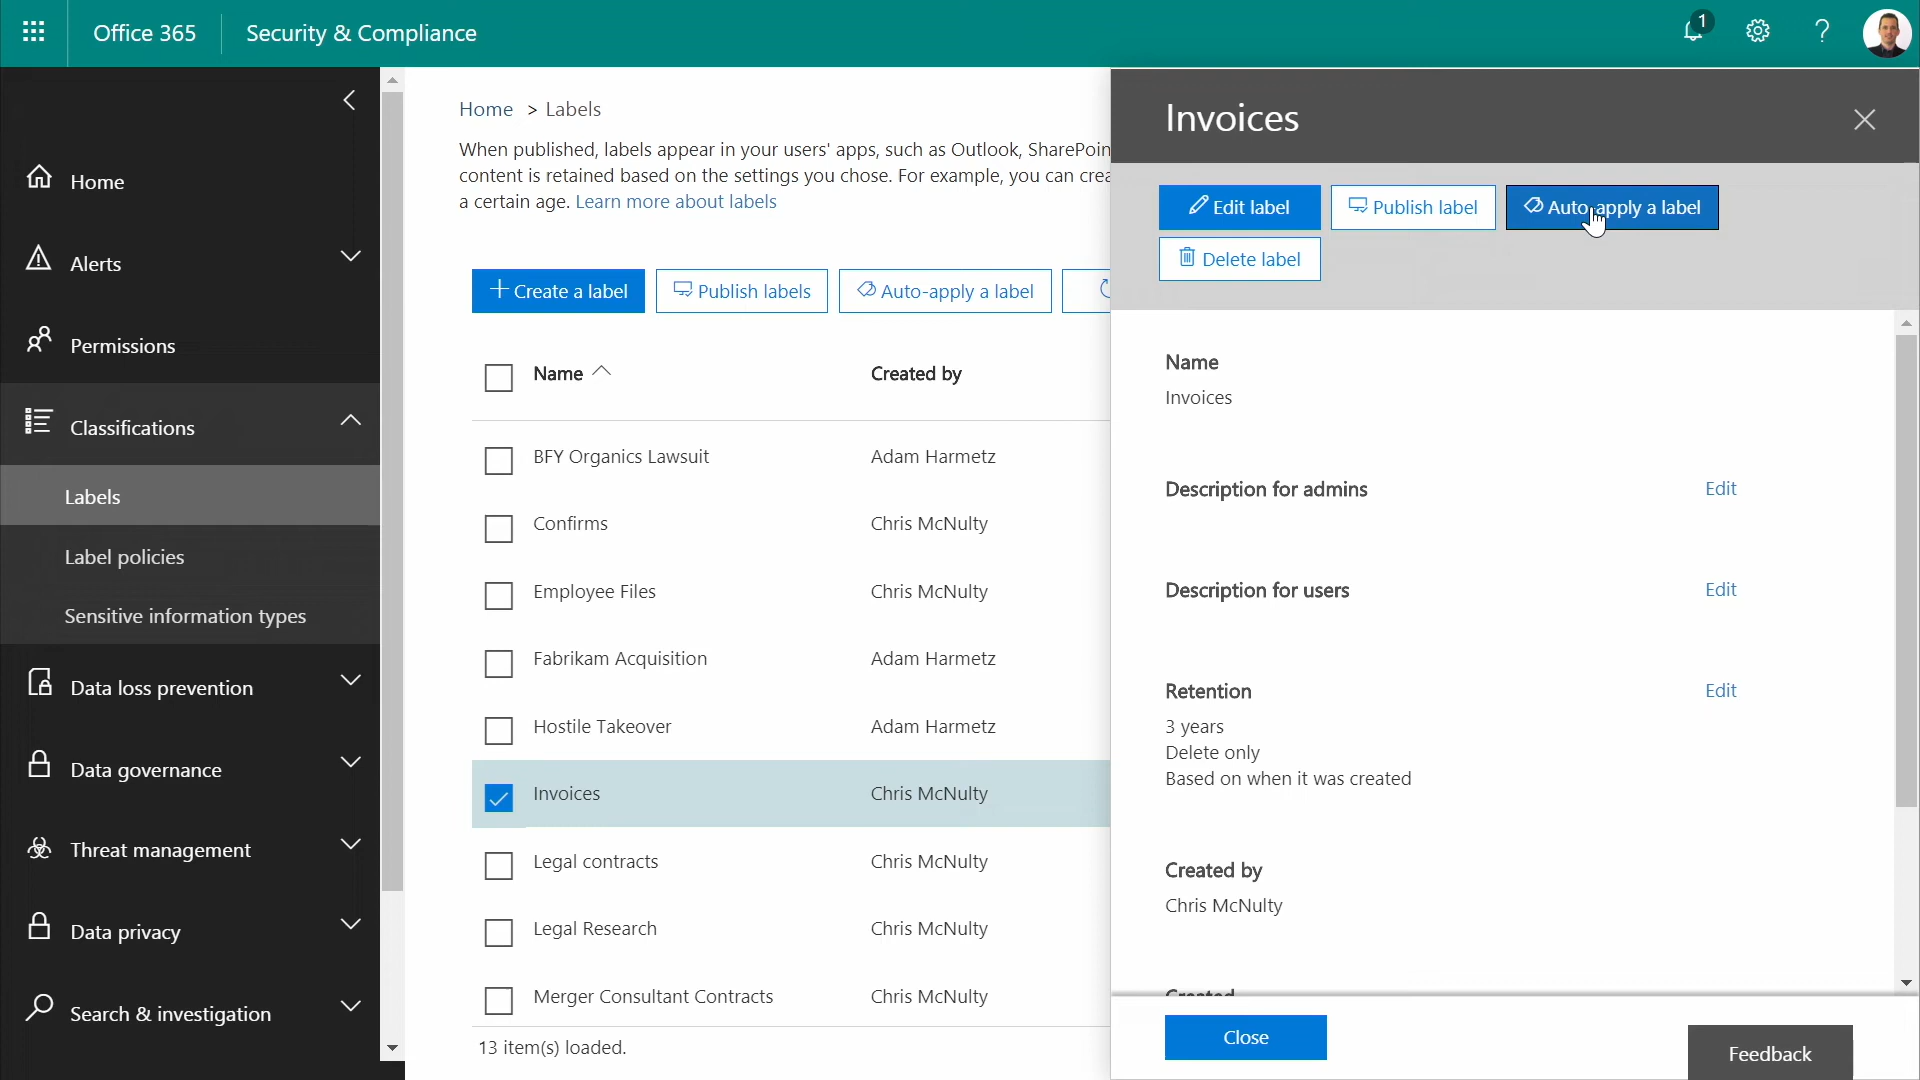 Office 365
Security & Compliance
1
Home
Alerts
Permissions
Classifications
Labels
Label policies
Sensitive information types
Data loss prevention
Data governance
Threat management
Data privacy
Search & investigation
Home > Labels
When published, labels appear in your users' apps, such as Outlook, SharePoin
content is retained based on the settings you chose. For example, you can crea
a certain age. Learn more about labels
Create a label
Publish labels
Auto-apply a label
Name
Created by
BFY Organics Lawsuit
Adam Harmetz
Confirms
Chris McNulty
Employee Files
Chris McNulty
Fabrikam Acquisition
Adam Harmetz
Hostile Takeover
Adam Harmetz
Invoices
Chris McNulty
Legal contracts
Chris McNulty
Legal Research
Chris McNulty
Merger Consultant Contracts
Chris McNulty
13 item(s) loaded.
Invoices
Edit label
Publish label
Auto-apply a label
Delete label
Name
Invoices
Description for admins
Edit
Description for users
Edit
Retention
Edit
3 years
Delete only
Based on when it was created
Created by
Chris McNulty
Created
Close
Feedback